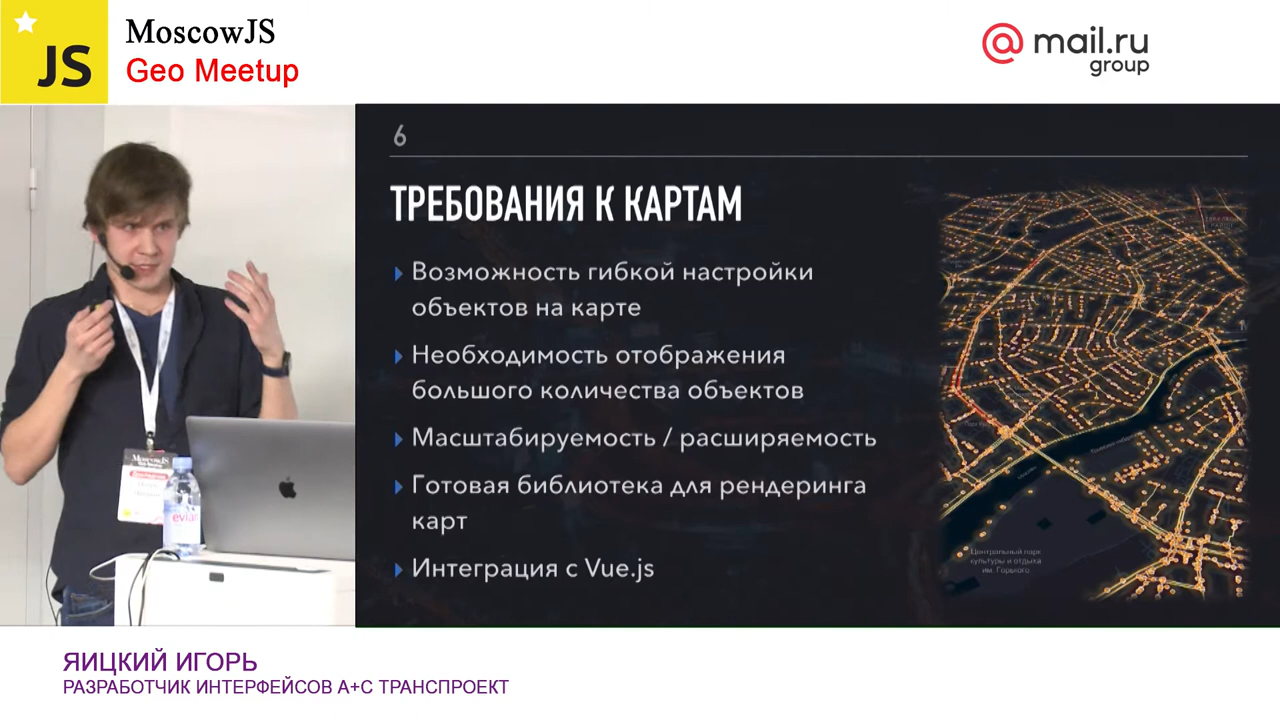 JS
MoscowJS
Geo Meetup
@mail.ru
group
6
ТРЕБОВАНИЯ К КАРТАМ
Возможность гибкой настройки
объектов на карте
Необходимость отображения
большого количества объектов
Масштабируемость / расширяемость
Готовая библиотека для рендеринга
карт
Интеграция с Vue.js
Центральный парк
культуры и отдыха
им. Горького
MoscowJS
evian
ЯИЦКИЙ ИГОРЬ
РАЗРАБОТЧИК ИНТЕРФЕЙСОВ А+С ТРАНСПРОЕКТ